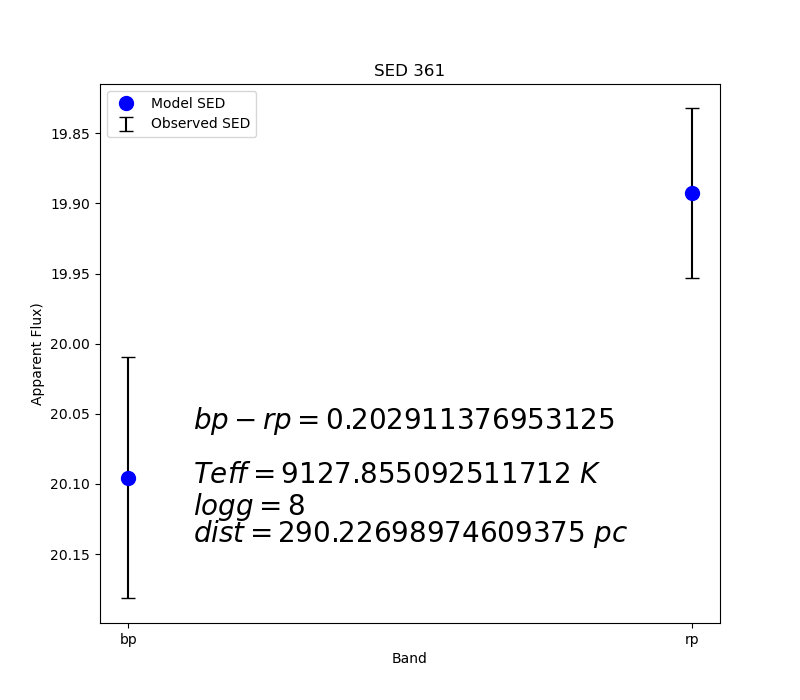 SED 361
Model SED
Observed SED
19.85
19.90
19.95
20.00
20.05
20.10
20.15
Apparent Flux)
bp − rp = 0.202911376953125
Teff = 9127.855092511712 K
logg = 8
dist = 290.22698974609375 pc
bp
rp
Band